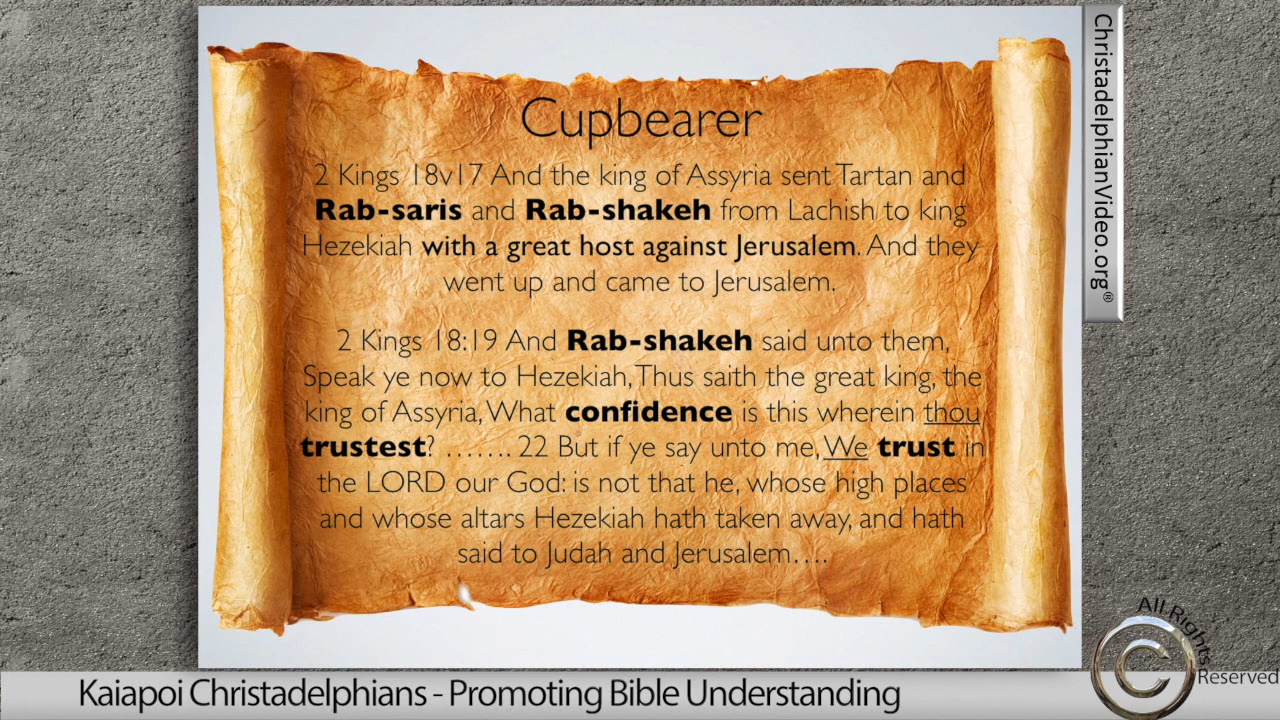 Cupbearer
2 Kings 18v17 And the king of Assyria sent Tartan and
Rab-saris and Rab-shakeh from Lachish to king
Hezekiah with a great host against Jerusalem. And they
went up and came to Jerusalem.
2 Kings 18:19 And Rab-shakeh said unto them,
Speak ye now to Hezekiah, Thus saith the great king, the
king of Assyria, What confidence is this wherein thou
trustest? ....... 22 But if ye say unto me, We trust in
the LORD our God: is not that he, whose high places
and whose altars Hezekiah hath taken away, and hath
said to Judah and Jerusalem....
ChristadelphianVideo.org®
All Rights
©
Reserved
Kaiapoi Christadelphians - Promoting Bible Understanding